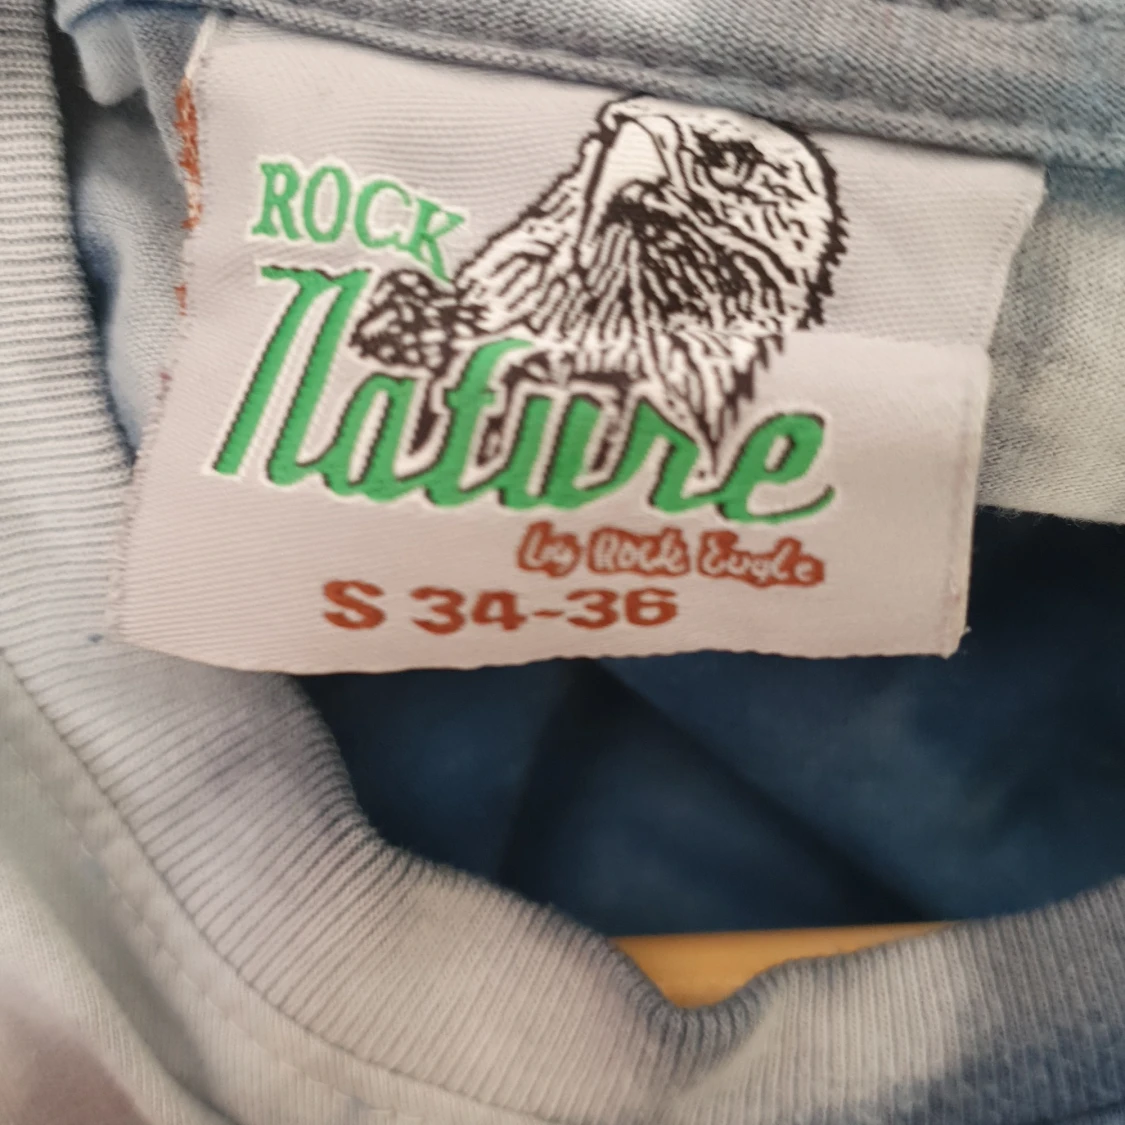 ROCK
Nature
by Rock Eagle
S 34-36